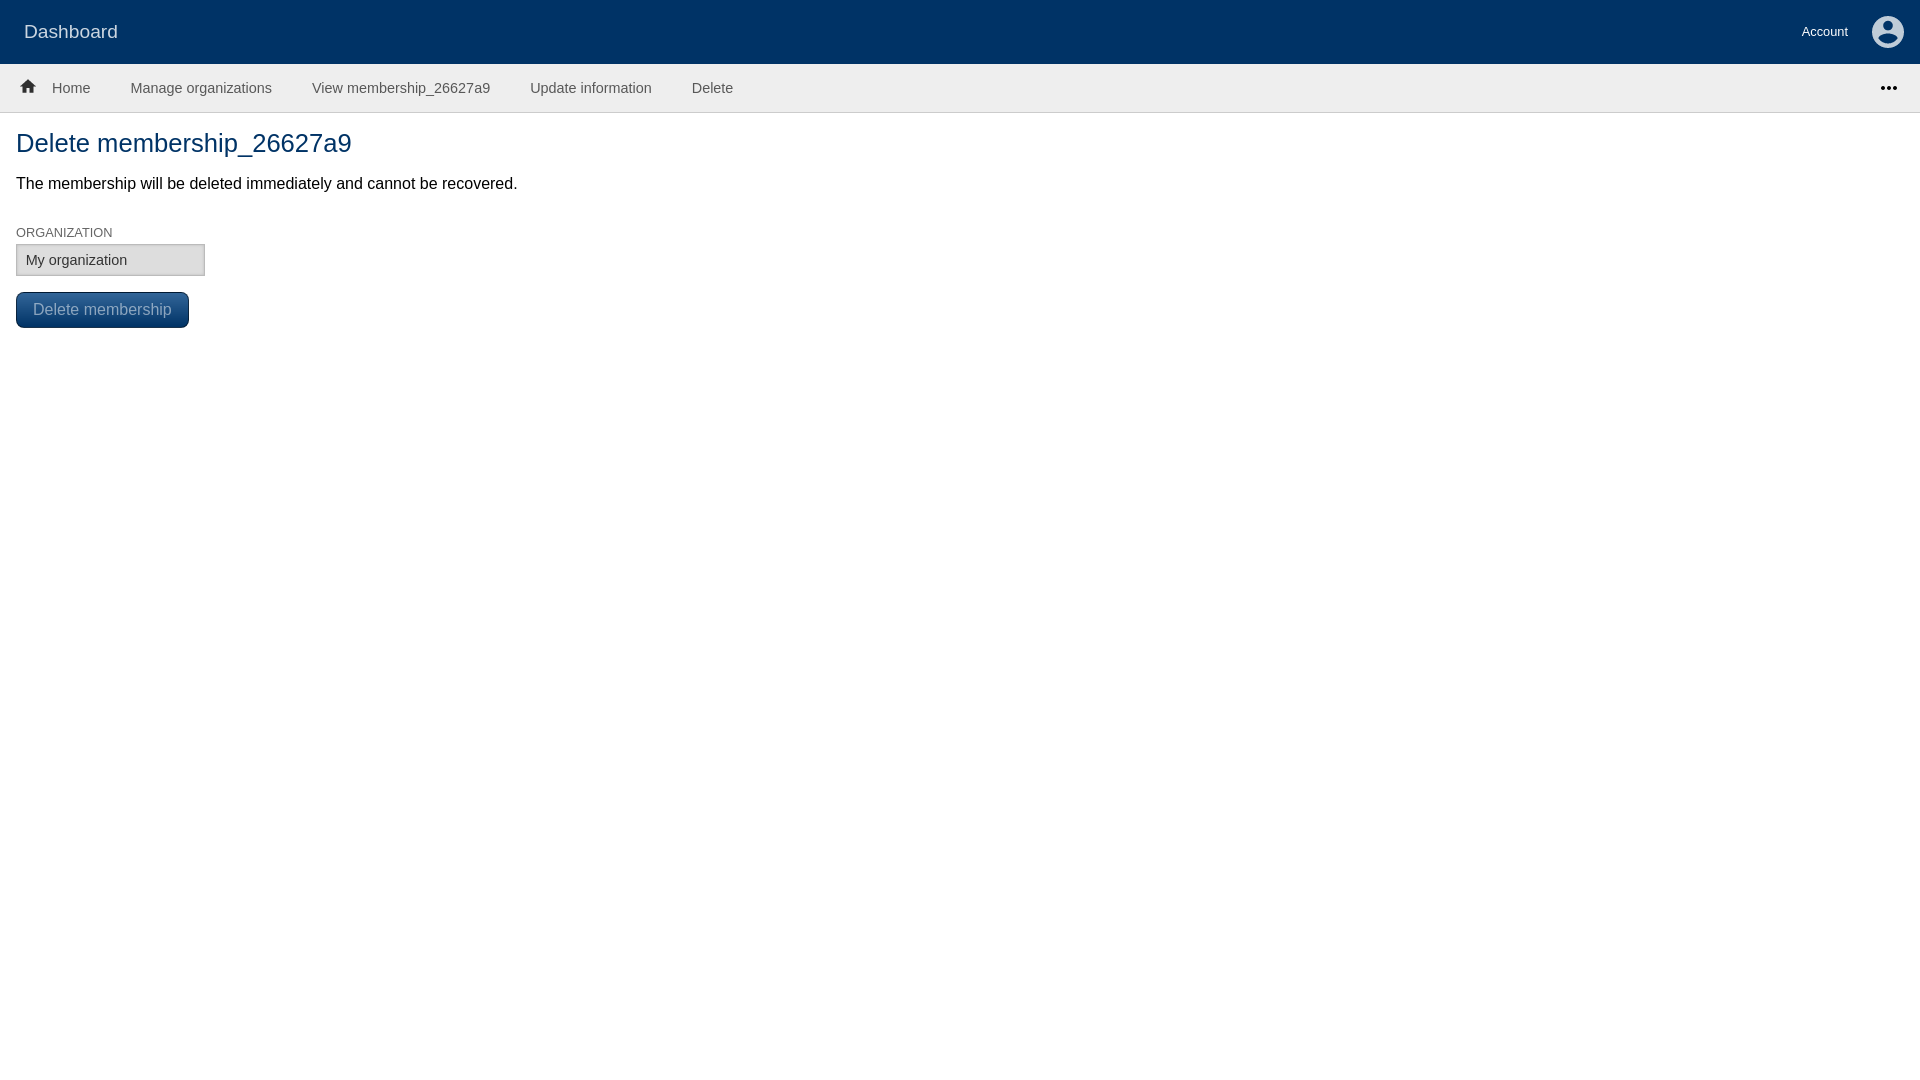 Dashboard
Account
Home
Manage organizations
View membership_26627a9
Update information
Delete
Delete membership_26627a9
The membership will be deleted immediately and cannot be recovered.
ORGANIZATION
My organization
Delete membership